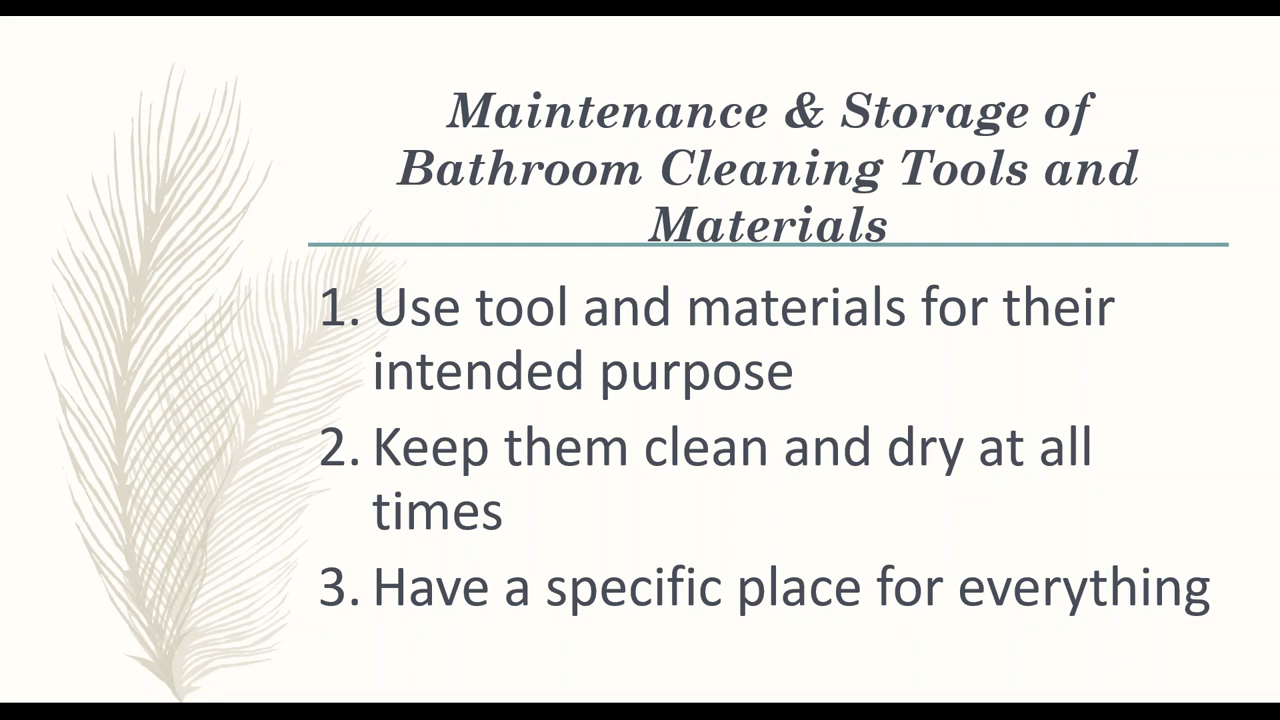 Maintenance & Storage of
Bathroom Cleaning Tools and
Materials
1. Use tool and materials for their
intended purpose
2. Keep them clean and dry at all
times
3. Have a specific place for everything